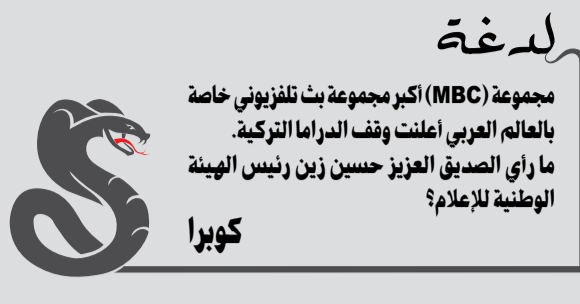 لدغة
مجموعة (MBC) أكبر مجموعة بث تلفزيوني خاصة
بالعالم العربي أعلنت وقف الدراما التركية.
ما رأي الصديق العزيز حسين زين رئيس الهيئة
الوطنية للإعلام؟
كوبرا